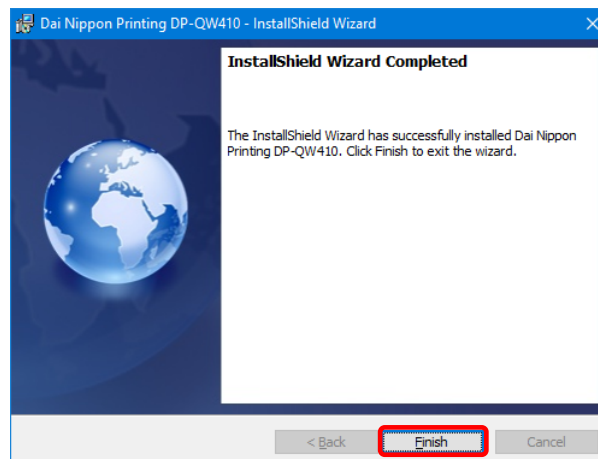 Dai Nippon Printing DP-QW410 - InstallShield Wizard
InstallShield Wizard Completed
The InstallShield Wizard has successfully installed Dai Nippon
Printing DP-QW410. Click Finish to exit the wizard.
< Back Finish Cancel